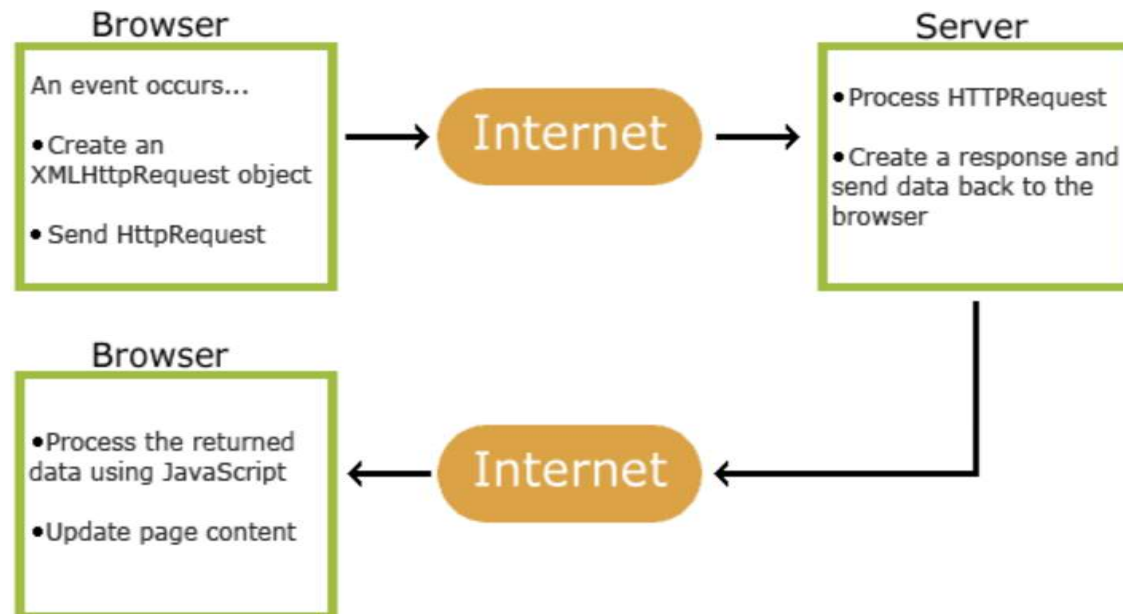 Browser
An event occurs...
•Create an
XMLHttpRequest object
• Send HttpRequest
Internet
Server
•Process HTTPRequest
•Create a response and
send data back to the
browser
Browser
•Process the returned
data using JavaScript
•Update page content
Internet